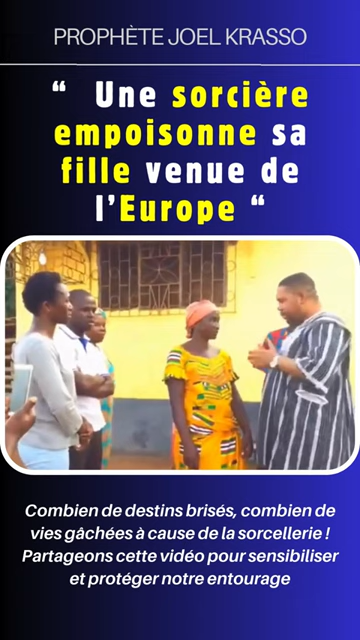 PROPHÈTE JOEL KRASSO
“ Une sorcière
empoisonne sa
fille venue de
l’Europe “
Combien de destins brisés, combien de
vies gâchées à cause de la sorcellerie !
Partageons cette vidéo pour sensibiliser
et protéger notre entourage